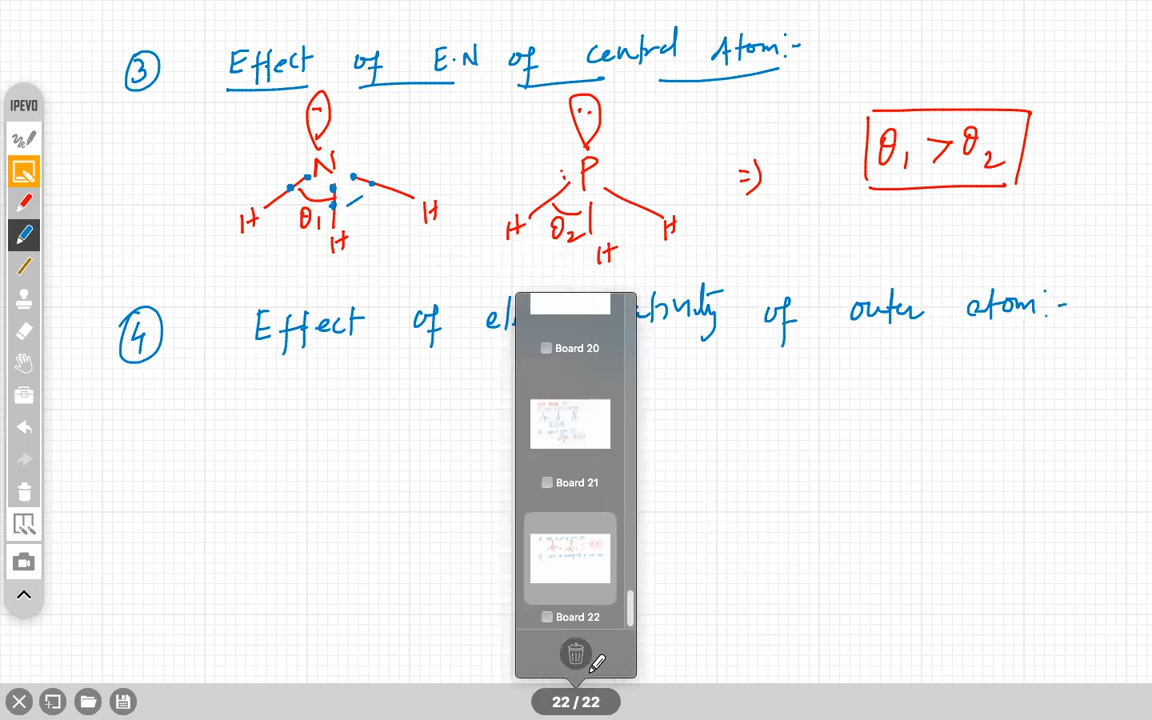 ③ Effect of E.N of central Atom:-
IPEVO
N
P
θ1 > θ2
=)
H θ1 H
H
H θ2 H
H
④ Effect of of outer atom:-
Board 20
Board 21
Board 22
22 / 22